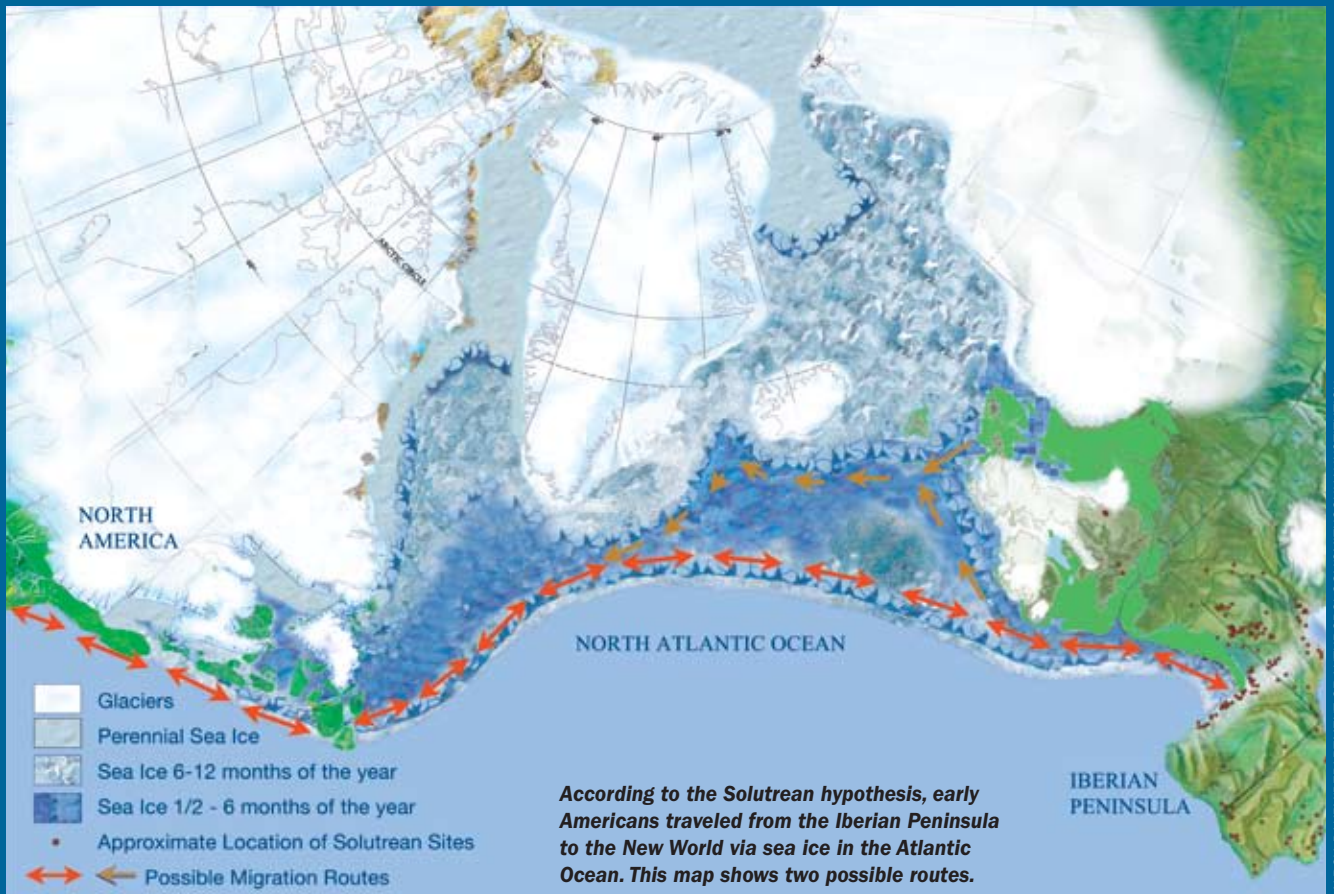 ARCTIC CIRCLE
NORTH
AMERICA
NORTH ATLANTIC OCEAN
IBERIAN
PENINSULA
Glaciers
Perennial Sea Ice
Sea Ice 6-12 months of the year
Sea Ice 1/2 - 6 months of the year
Approximate Location of Solutrean Sites
Possible Migration Routes
According to the Solutrean hypothesis, early
Americans traveled from the Iberian Peninsula
to the New World via sea ice in the Atlantic
Ocean. This map shows two possible routes.